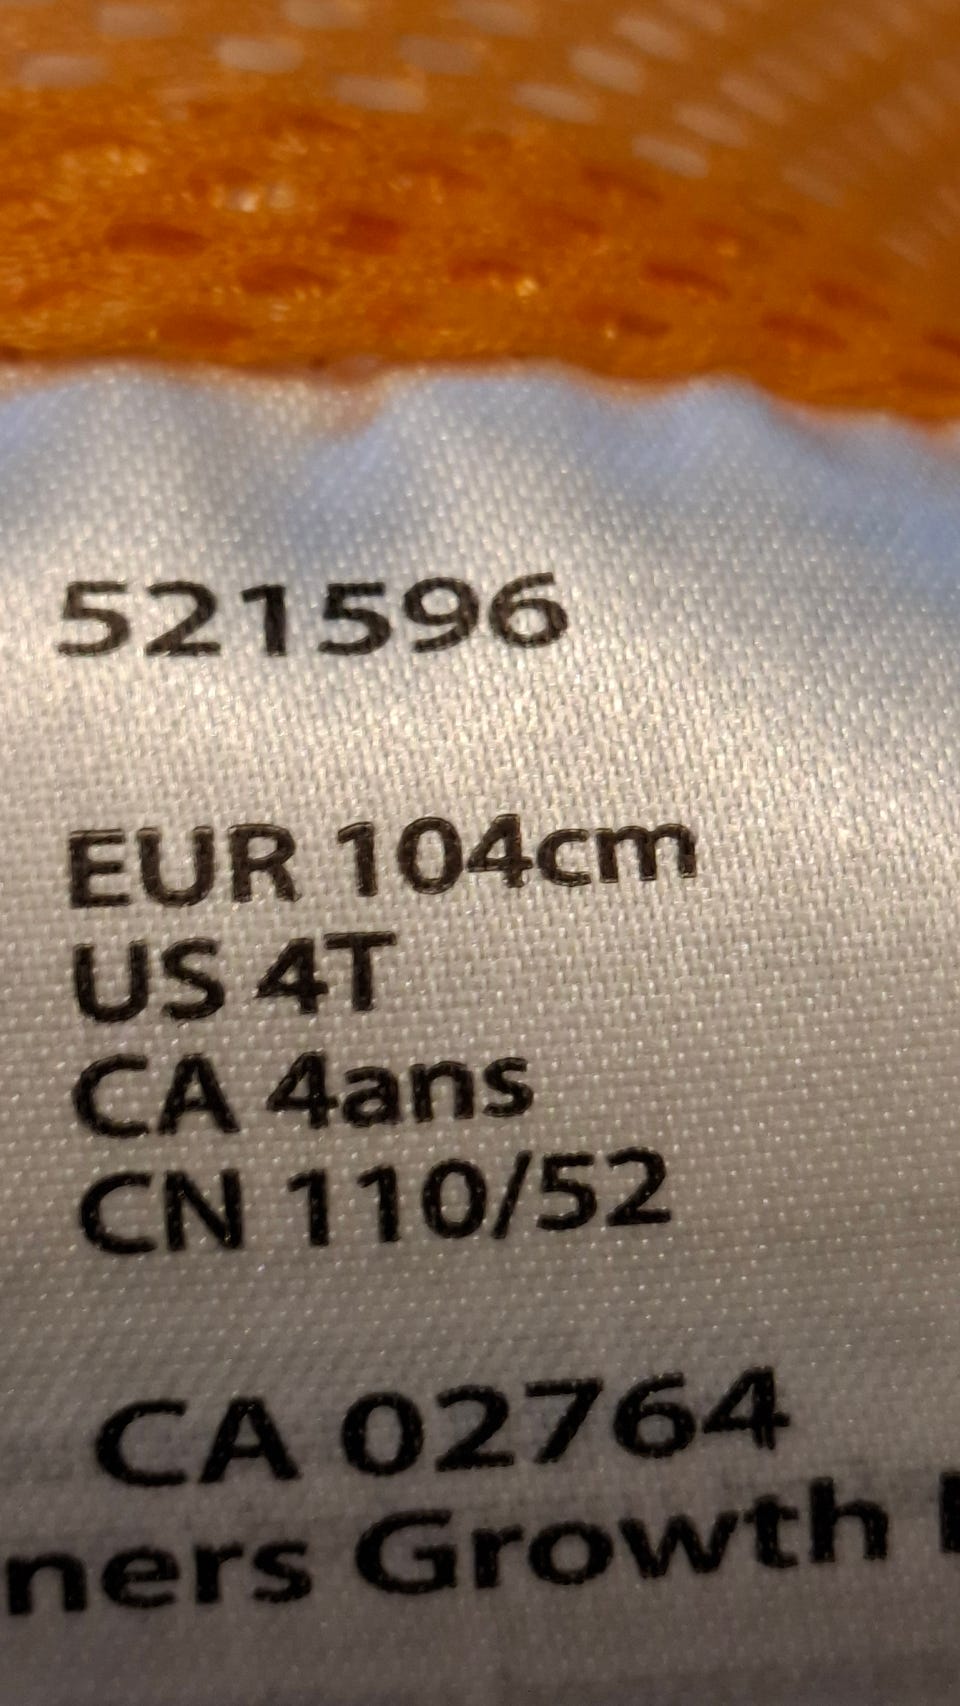 521596
EUR 104cm
US 4T
CA 4ans
CN 110/52
CA 02764
ners Growth